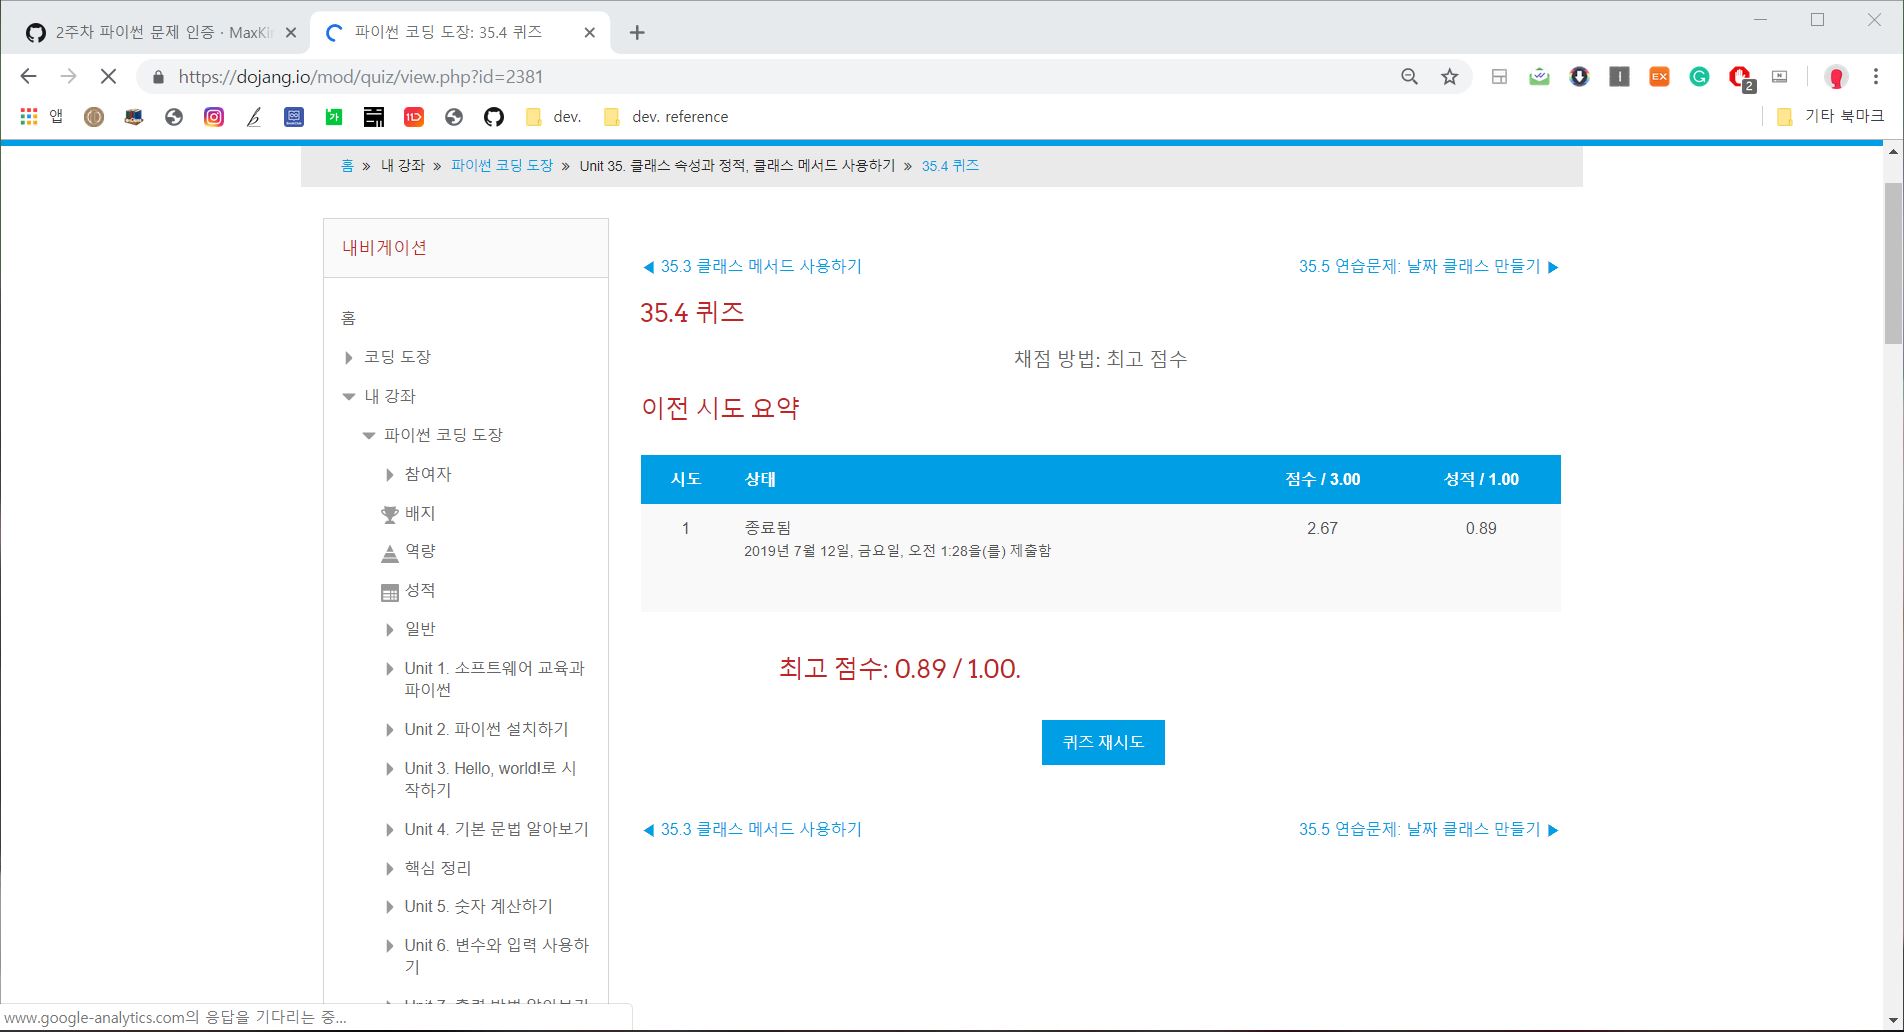 2주차 파이썬 문제 인증 · MaxKi
파이썬 코딩 도장: 35.4 퀴즈
https://dojang.io/mod/quiz/view.php?id=2381
2
앱
dev.
dev. reference
기타 북마크
홈 » 내 강좌 » 파이썬 코딩 도장 » Unit 35. 클래스 속성과 정적, 클래스 메서드 사용하기 » 35.4 퀴즈
내비게이션
홈
코딩 도장
내 강좌
파이썬 코딩 도장
참여자
배지
역량
성적
일반
Unit 1. 소프트웨어 교육과
파이썬
Unit 2. 파이썬 설치하기
Unit 3. Hello, world!로 시
작하기
Unit 4. 기본 문법 알아보기
핵심 정리
Unit 5. 숫자 계산하기
Unit 6. 변수와 입력 사용하
기
Unit 7. 출력 방법 알아보기
◀ 35.3 클래스 메서드 사용하기
35.5 연습문제: 날짜 클래스 만들기 ▶
35.4 퀴즈
채점 방법: 최고 점수
이전 시도 요약
시도 상태 점수 / 3.00 성적 / 1.00
1 종료됨 2.67 0.89
2019년 7월 12일, 금요일, 오전 1:28을(를) 제출함
최고 점수: 0.89 / 1.00.
퀴즈 재시도
◀ 35.3 클래스 메서드 사용하기
35.5 연습문제: 날짜 클래스 만들기 ▶
www.google-analytics.com의 응답을 기다리는 중...